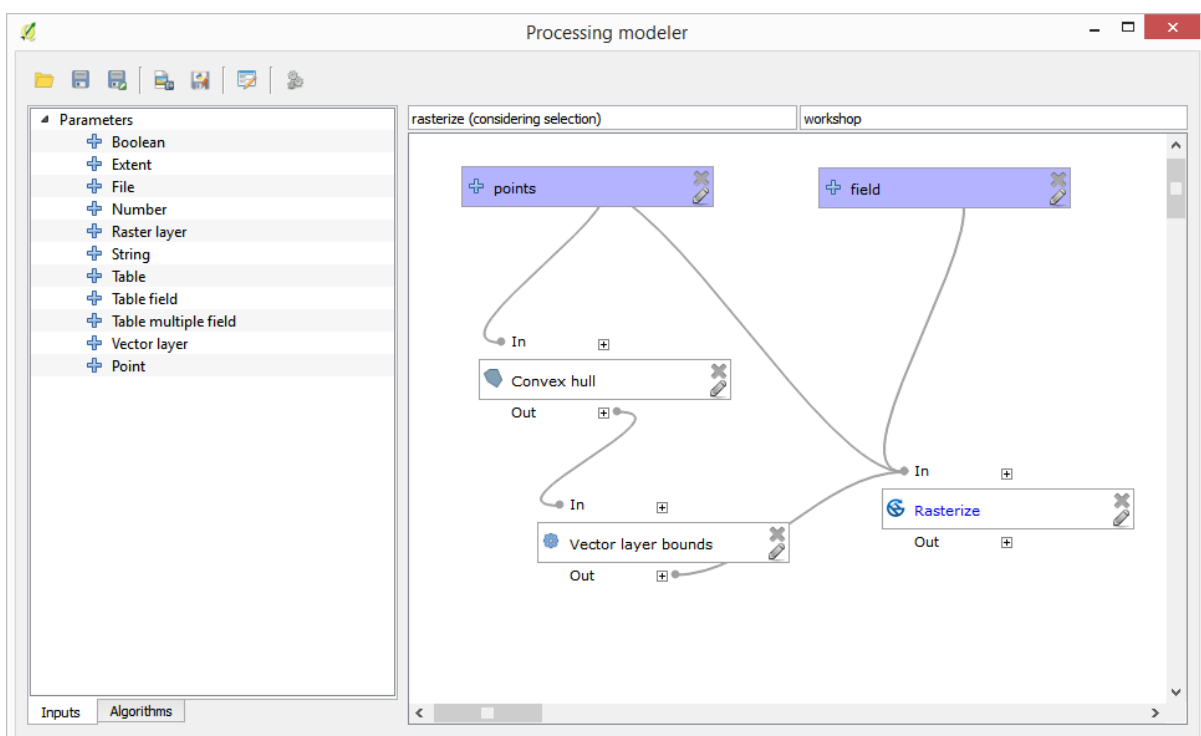 Processing modeler
Parameters
Boolean
Extent
File
Number
Raster layer
String
Table
Table field
Table multiple field
Vector layer
Point
Inputs
Algorithms
rasterize (considering selection)
workshop
points
field
In
Convex hull
Out
In
Rasterize
Out
In
Vector layer bounds
Out